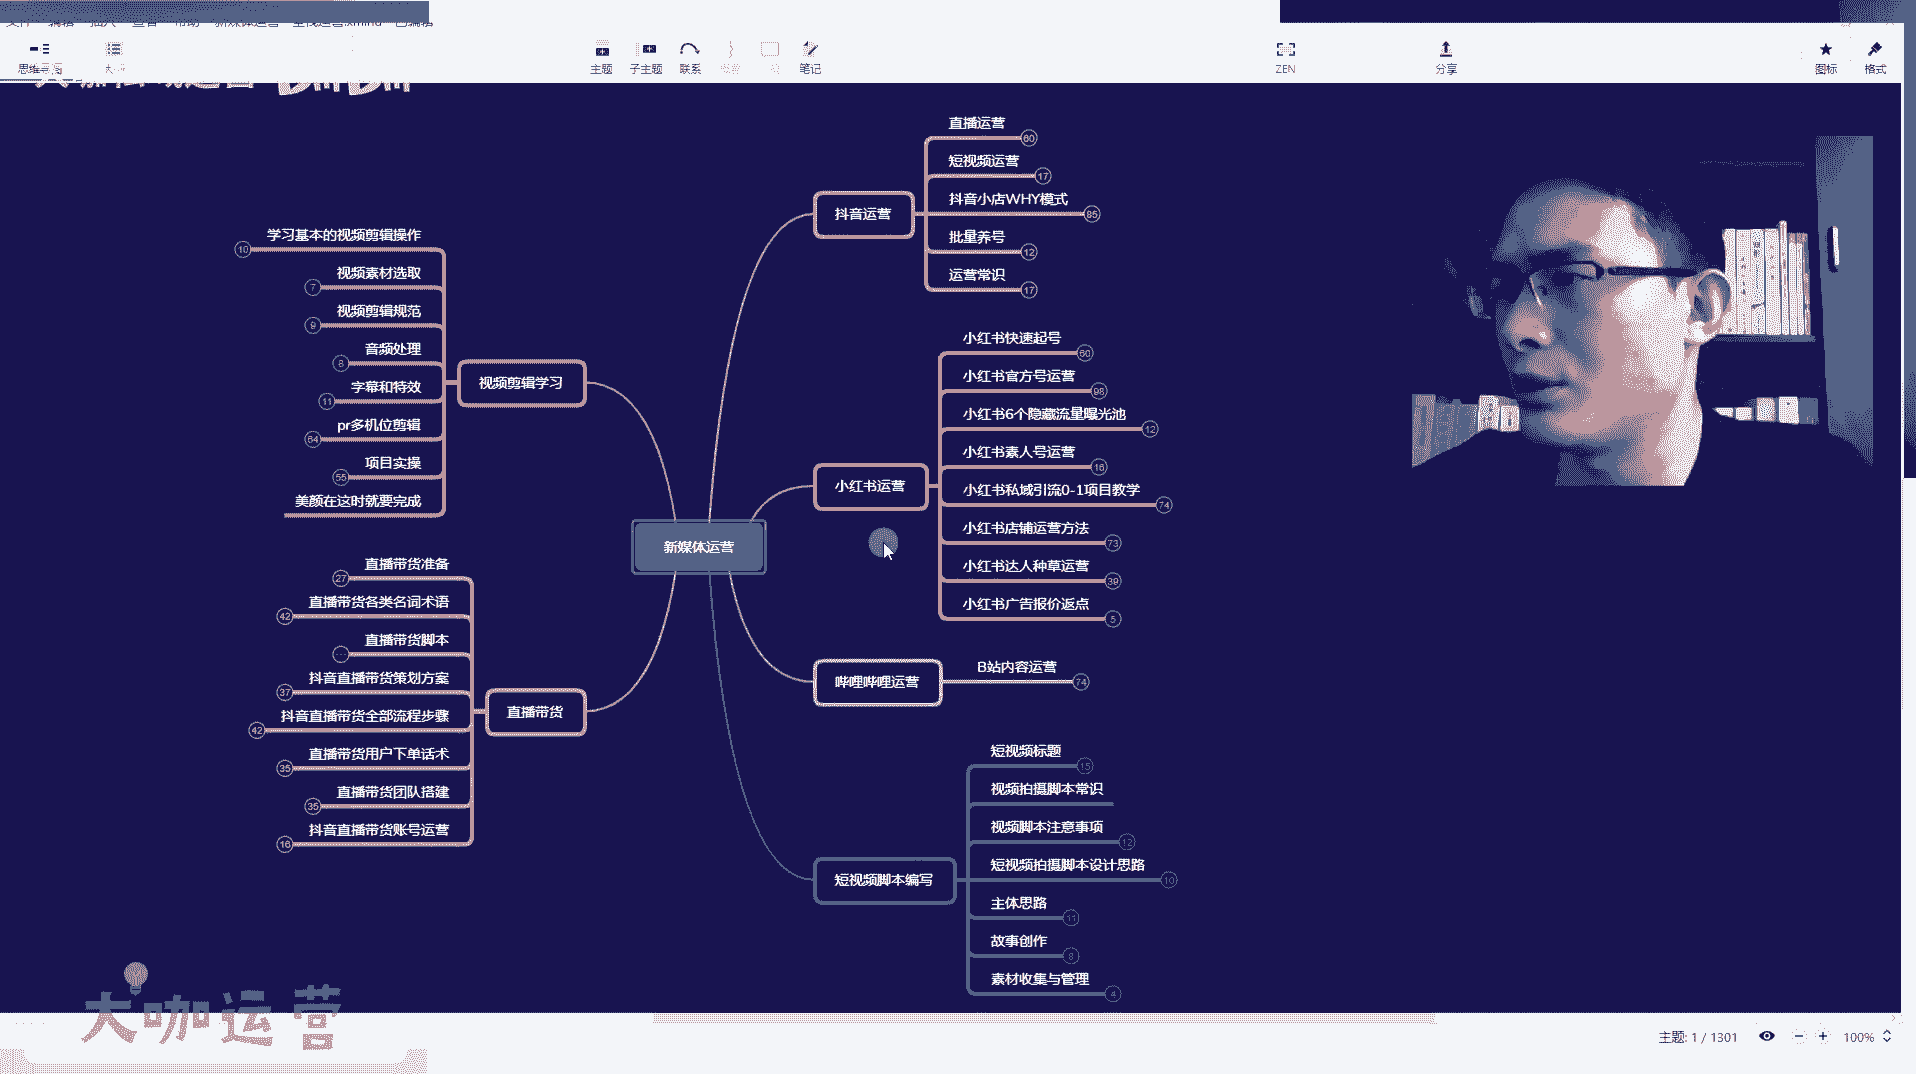 思维导图
主题
子主题
联系
笔记
ZEN
分享
图标
格式
新媒体运营
抖音运营
直播运营
60
短视频运营
17
抖音小店WHY模式
85
批量养号
12
运营常识
17
小红书运营
小红书快速起号
60
小红书官方号运营
98
小红书6个隐藏流量曝光池
12
小红书素人号运营
16
小红书私域引流0-1项目教学
74
小红书店铺运营方法
73
小红书达人种草运营
39
小红书广告报价返点
5
哔哩哔哩运营
B站内容运营
74
短视频脚本编写
短视频标题
15
视频拍摄脚本常识
视频脚本注意事项
12
短视频拍摄脚本设计思路
10
主体思路
11
故事创作
8
素材收集与管理
4
视频剪辑学习
学习基本的视频剪辑操作
10
视频素材选取
7
视频剪辑规范
9
音频处理
8
字幕和特效
11
pr多机位剪辑
64
项目实操
55
美颜在这时就要完成
直播带货
直播带货准备
27
直播带货各类名词术语
42
直播带货脚本
抖音直播带货策划方案
37
抖音直播带货全部流程步骤
42
直播带货用户下单话术
35
直播带货团队搭建
35
抖音直播带货账号运营
16
大咖运营
主题: 1 / 1301
100%